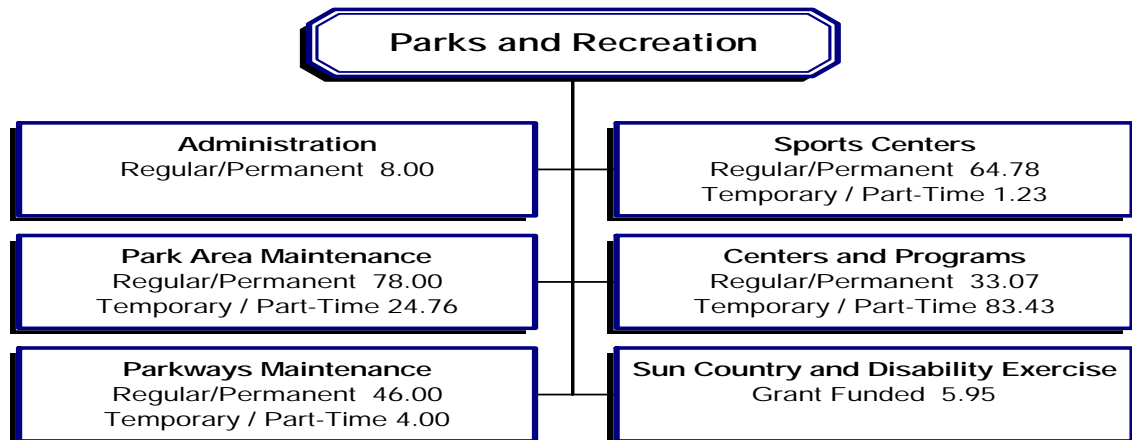 Parks and Recreation
Administration
Regular/Permanent 8.00
Sports Centers
Regular/Permanent 64.78
Temporary / Part-Time 1.23
Park Area Maintenance
Regular/Permanent 78.00
Temporary / Part-Time 24.76
Centers and Programs
Regular/Permanent 33.07
Temporary / Part-Time 83.43
Parkways Maintenance
Regular/Permanent 46.00
Temporary / Part-Time 4.00
Sun Country and Disability Exercise
Grant Funded 5.95